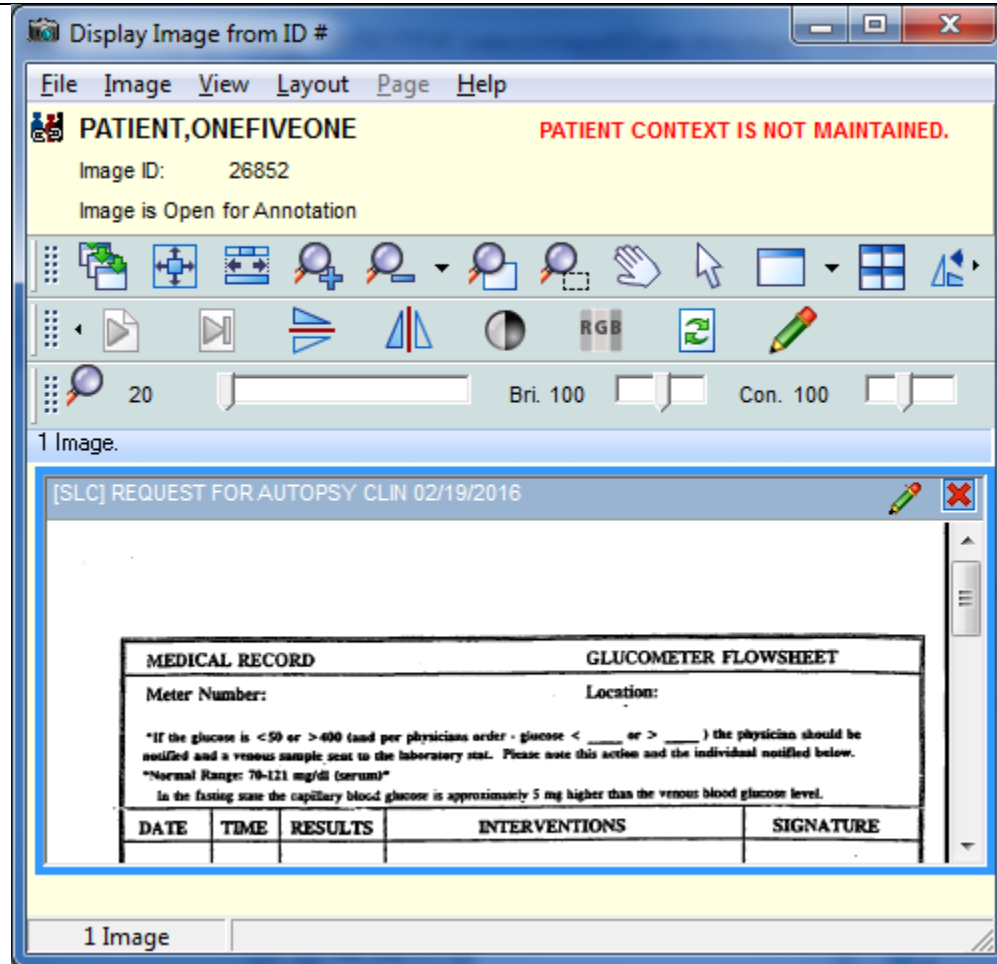 Display Image from ID #
File Image View Layout Page Help
PATIENT,ONEFIVEONE PATIENT CONTEXT IS NOT MAINTAINED.
Image ID: 26852
Image is Open for Annotation
RGB
20 Bri. 100 Con. 100
1 Image.
[SLC] REQUEST FOR AUTOPSY CLIN 02/19/2016
MEDICAL RECORD GLUCOMETER FLOWSHEET
Meter Number: Location:
*If the glucose is <50 or >400 (and per physicians order - glucose < ____ or > ____ ) the physician should be
notified and a venous sample sent to the laboratory stat. Please note this action and the individual notified below.
*Normal Range: 70-121 mg/dl (serum)*
In the fasting state the capillary blood glucose is approximately 5 mg higher than the venous blood glucose level.
DATE TIME RESULTS INTERVENTIONS SIGNATURE
1 Image